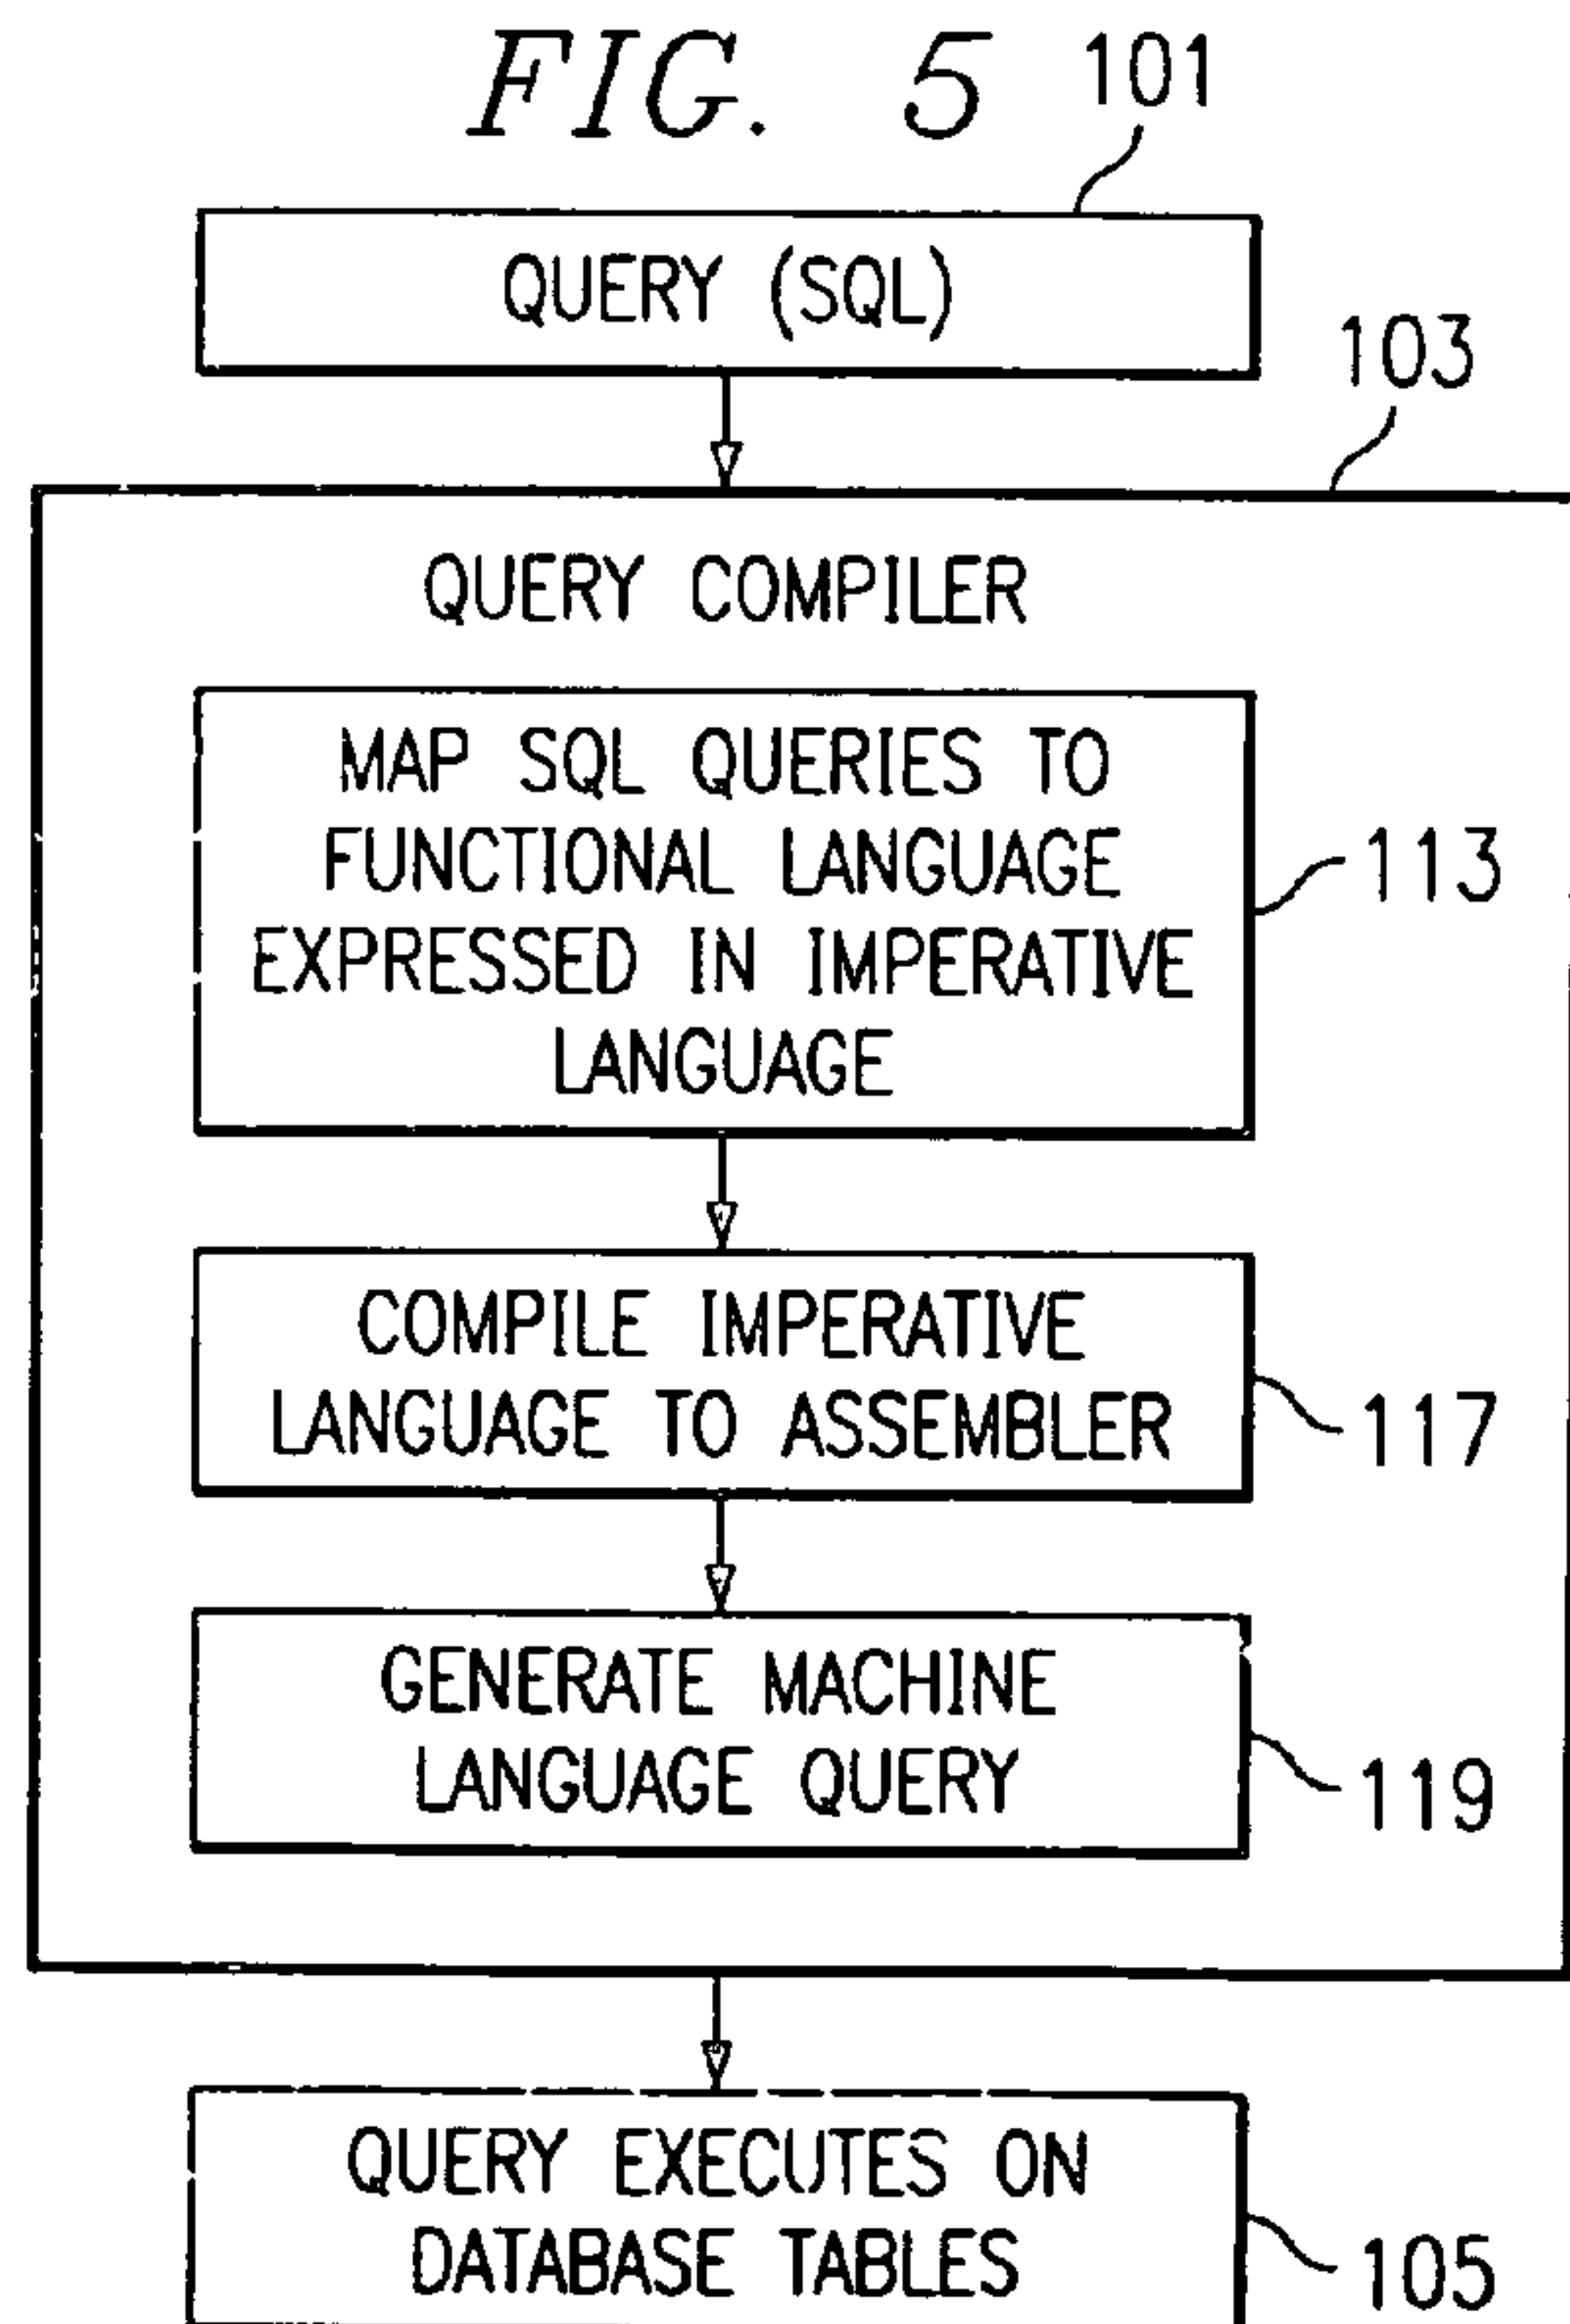 FIG. 5
101
QUERY (SQL)
103
QUERY COMPILER
MAP SQL QUERIES TO
FUNCTIONAL LANGUAGE
EXPRESSED IN IMPERATIVE
LANGUAGE
113
COMPILE IMPERATIVE
LANGUAGE TO ASSEMBLER
117
GENERATE MACHINE
LANGUAGE QUERY
119
QUERY EXECUTES ON
DATABASE TABLES
105